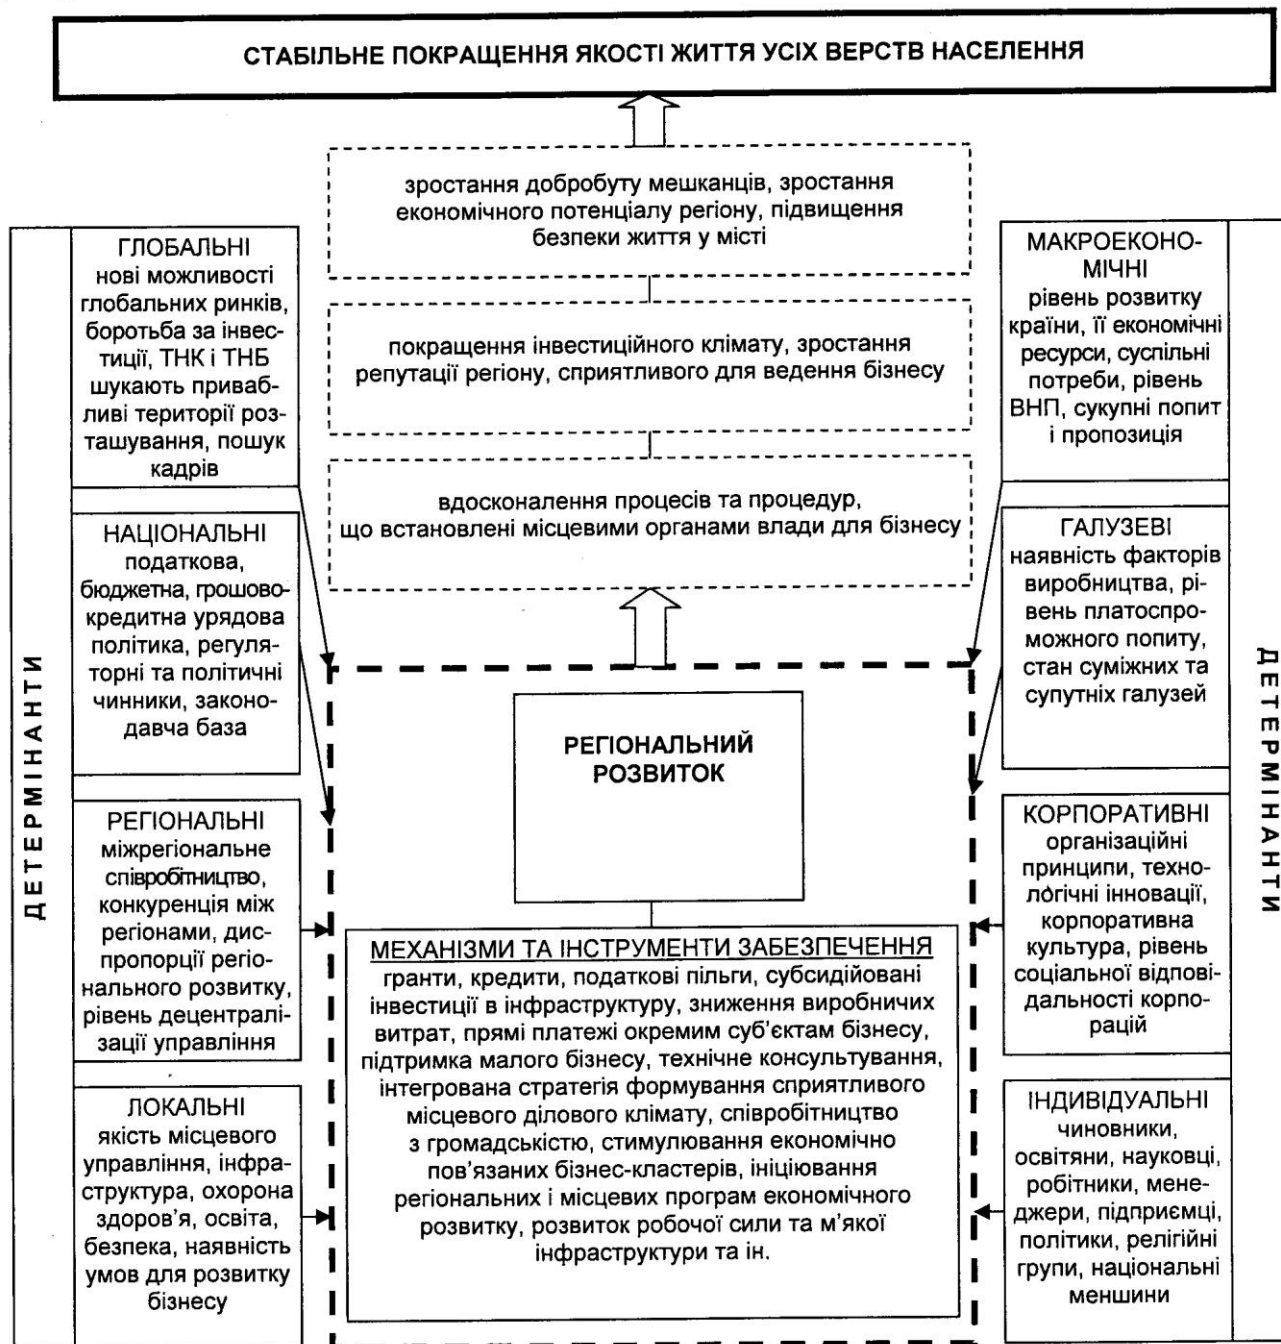 СТАБІЛЬНЕ ПОКРАЩЕННЯ ЯКОСТІ ЖИТТЯ УСІХ ВЕРСТВ НАСЕЛЕННЯ
зростання добробуту мешканців, зростання
економічного потенціалу регіону, підвищення
безпеки життя у місті
покращення інвестиційного клімату, зростання
репутації регіону, сприятливого для ведення бізнесу
вдосконалення процесів та процедур,
що встановлені місцевими органами влади для бізнесу
ДЕТЕРМІНАНТИ
ГЛОБАЛЬНІ
нові можливості
глобальних ринків,
боротьба за інвес-
тиції, ТНК і ТНБ
шукають приваб-
ливі території роз-
ташування, пошук
кадрів
НАЦІОНАЛЬНІ
податкова,
бюджетна, грошово-
кредитна урядова
політика, регуля-
торні та політичні
чинники, законо-
давча база
РЕГІОНАЛЬНІ
міжрегіональне
співробітництво,
конкуренція між
регіонами, дис-
пропорції регіо-
нального розвитку,
рівень децентралі-
зації управління
ЛОКАЛЬНІ
якість місцевого
управління, інфра-
структура, охорона
здоров’я, освіта,
безпека, наявність
умов для розвитку
бізнесу
РЕГІОНАЛЬНИЙ
РОЗВИТОК
МЕХАНІЗМИ ТА ІНСТРУМЕНТИ ЗАБЕЗПЕЧЕННЯ
гранти, кредити, податкові пільги, субсидійовані
інвестиції в інфраструктуру, зниження виробничих
витрат, прямі платежі окремим суб’єктам бізнесу,
підтримка малого бізнесу, технічне консультування,
інтегрована стратегія формування сприятливого
місцевого ділового клімату, співробітництво
з громадськістю, стимулювання економічно
пов’язаних бізнес-кластерів, ініціювання
регіональних і місцевих програм економічного
розвитку, розвиток робочої сили та м’якої
інфраструктури та ін.
МАКРОЕКОНО-
МІЧНІ
рівень розвитку
країни, її економічні
ресурси, суспільні
потреби, рівень
ВНП, сукупні попит
і пропозиція
ГАЛУЗЕВІ
наявність факторів
виробництва, рі-
вень платоспро-
можного попиту,
стан суміжних та
супутніх галузей
КОРПОРАТИВНІ
організаційні
принципи, техно-
логічні інновації,
корпоративна
культура, рівень
соціальної відпові-
дальності корпо-
рацій
ІНДИВІДУАЛЬНІ
чиновники,
освітяни, науковці,
робітники, мене-
джери, підприємці,
політики, релігійні
групи, національні
меншини
ДЕТЕРМІНАНТИ